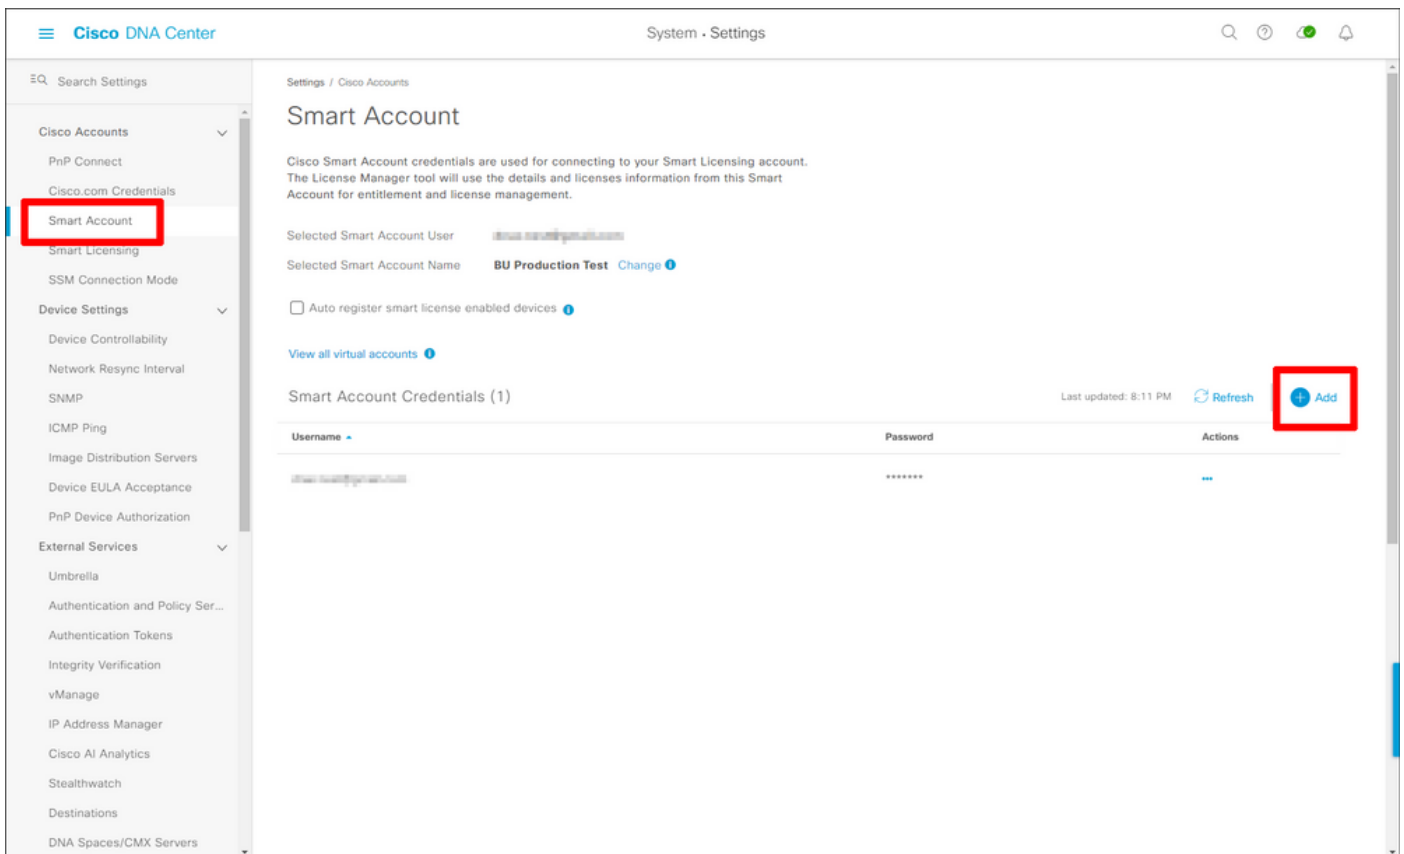 Cisco DNA Center
System · Settings
Search Settings
Cisco Accounts
PnP Connect
Cisco.com Credentials
Smart Account
Smart Licensing
SSM Connection Mode
Device Settings
Device Controllability
Network Resync Interval
SNMP
ICMP Ping
Image Distribution Servers
Device EULA Acceptance
PnP Device Authorization
External Services
Umbrella
Authentication and Policy Ser...
Authentication Tokens
Integrity Verification
vManage
IP Address Manager
Cisco AI Analytics
Stealthwatch
Destinations
DNA Spaces/CMX Servers
Settings / Cisco Accounts
Smart Account
Cisco Smart Account credentials are used for connecting to your Smart Licensing account.
The License Manager tool will use the details and licenses information from this Smart
Account for entitlement and license management.
Selected Smart Account User
Selected Smart Account Name BU Production Test Change
Auto register smart license enabled devices
View all virtual accounts
Smart Account Credentials (1) Last updated: 8:11 PM Refresh Add
Username Password Actions
*******